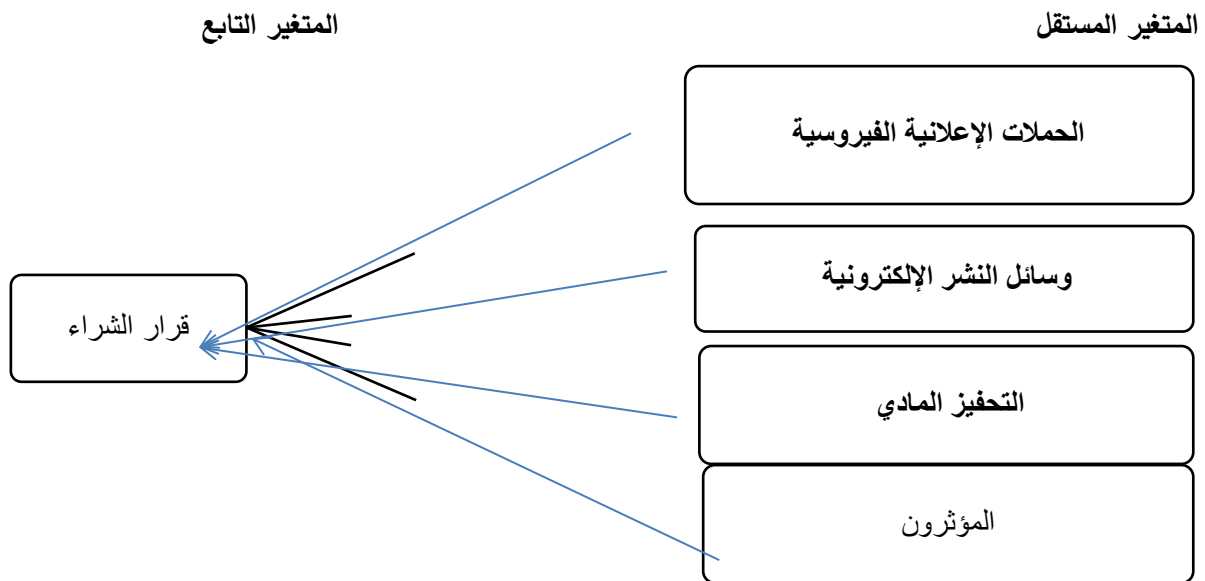 المتغير المستقل
المتغير التابع
الحملات الإعلانية الفيروسية
وسائل النشر الإلكترونية
قرار الشراء
التحفيز المادي
المؤثرون